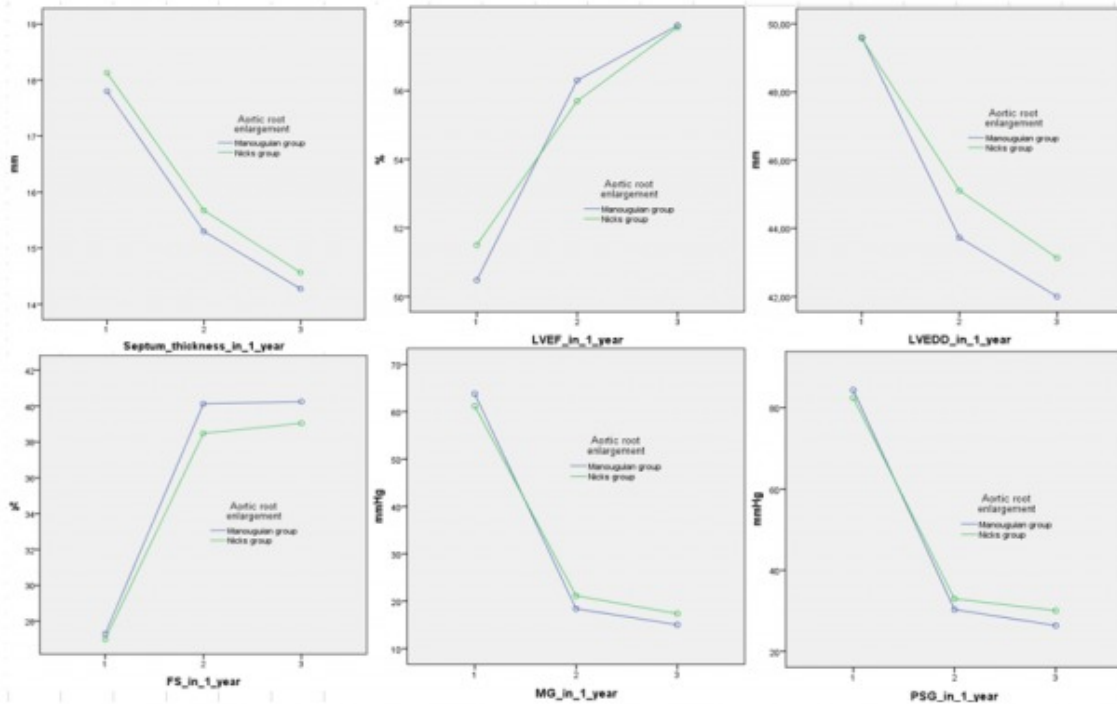 19
18
17
16
15
14
mm
Aortic root
enlargement
Manouguian group
Nicks group
1 2 3
Septum_thickness_in_1_year
58
56
54
52
50
%
Aortic root
enlargement
Manouguian group
Nicks group
1 2 3
LVEF_in_1_year
50,00
48,00
46,00
44,00
42,00
mm
Aortic root
enlargement
Manouguian group
Nicks group
1 2 3
LVEDD_in_1_year
42
40
38
36
34
32
30
28
%
Aortic root
enlargement
Manouguian group
Nicks group
1 2 3
FS_in_1_year
70
60
50
40
30
20
10
mmHg
Aortic root
enlargement
Manouguian group
Nicks group
1 2 3
MG_in_1_year
80
60
40
20
mmHg
Aortic root
enlargement
Manouguian group
Nicks group
1 2 3
PSG_in_1_year